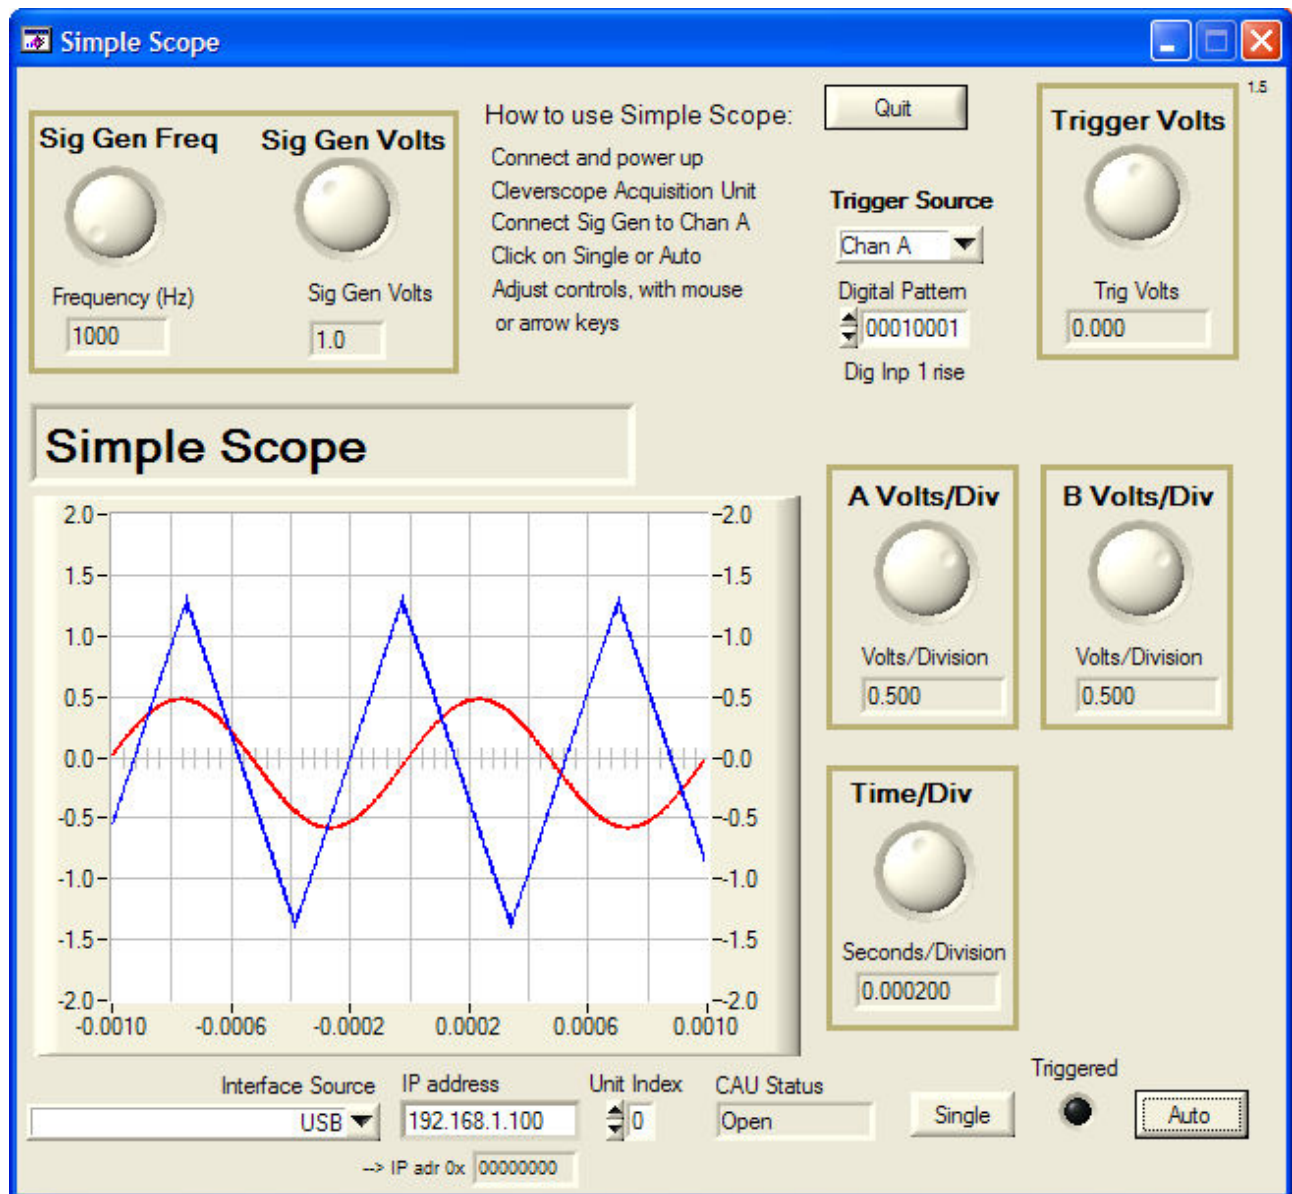 Simple Scope
1.5
Sig Gen Freq
Sig Gen Volts
Frequency (Hz)
1000
Sig Gen Volts
1.0
How to use Simple Scope:
Connect and power up
Cleverscope Acquisition Unit
Connect Sig Gen to Chan A
Click on Single or Auto
Adjust controls, with mouse
or arrow keys
Quit
Trigger Source
Chan A
Digital Pattern
00010001
Dig Inp 1 rise
Trigger Volts
Trig Volts
0.000
Simple Scope
2.0
1.5
1.0
0.5
0.0
-0.5
-1.0
-1.5
-2.0
-2.0
-1.5
-1.0
-0.5
-0.0
-0.5
-1.0
-1.5
-2.0
-0.0010 -0.0006 -0.0002 0.0002 0.0006 0.0010
A Volts/Div
Volts/Division
0.500
B Volts/Div
Volts/Division
0.500
Time/Div
Seconds/Division
0.000200
Interface Source
USB
IP address
192.168.1.100
--> IP adr 0x 00000000
Unit Index
0
CAU Status
Open
Single
Triggered
Auto